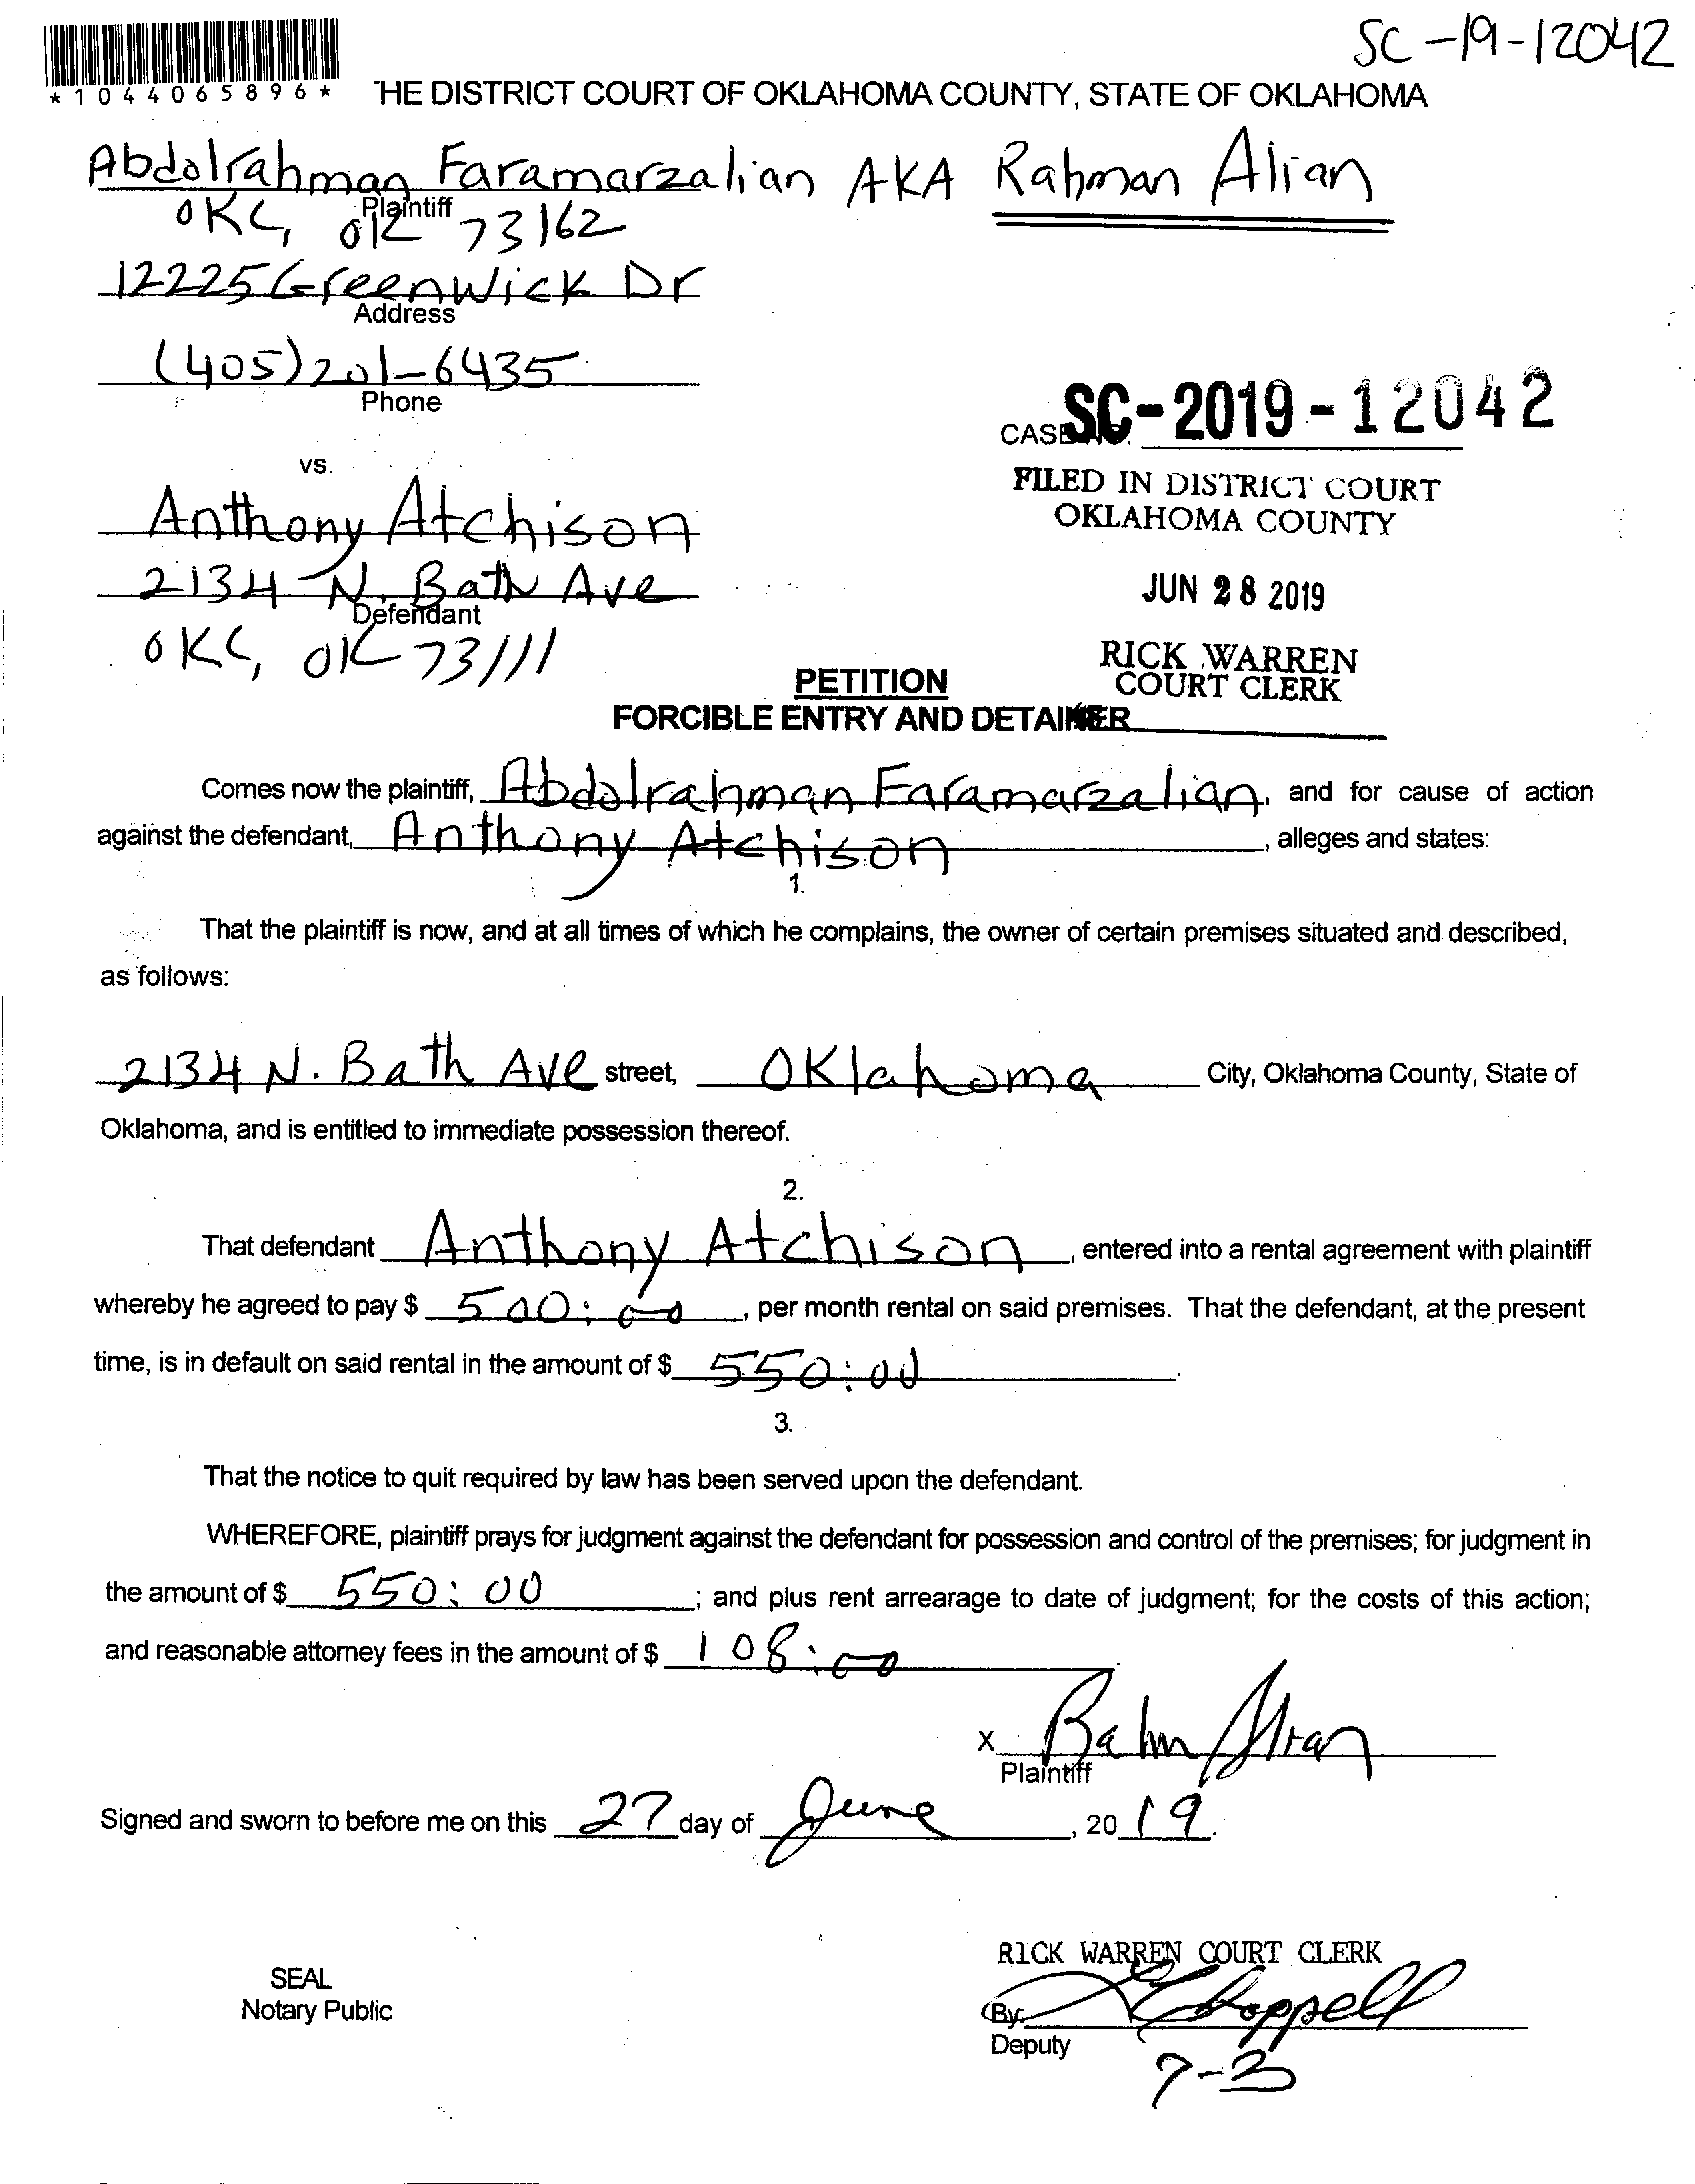 SC-19-12042
*1044065896*
THE DISTRICT COURT OF OKLAHOMA COUNTY, STATE OF OKLAHOMA
Abdolrahman Faramarzalian AKA Rahman Alian
Plaintiff
OKC, OK 73162
12225 Greenwick Dr
Address
(405)201-6435
Phone
CASE SC-2019-12042
vs.
FILED IN DISTRICT COURT
OKLAHOMA COUNTY
Anthony Atchison
2134 N. Bath Ave
JUN 28 2019
Defendant
OKC, OK 73111
RICK WARREN
COURT CLERK
PETITION
FORCIBLE ENTRY AND DETAINER
Comes now the plaintiff, Abdolrahman Faramarzalian, and for cause of action
against the defendant, Anthony Atchison, alleges and states:
1.
That the plaintiff is now, and at all times of which he complains, the owner of certain premises situated and described,
as follows:
2134 N. Bath Ave street, Oklahoma City, Oklahoma County, State of
Oklahoma, and is entitled to immediate possession thereof.
2.
That defendant Anthony Atchison, entered into a rental agreement with plaintiff
whereby he agreed to pay $ 500:00, per month rental on said premises. That the defendant, at the present
time, is in default on said rental in the amount of $ 550:00.
3.
That the notice to quit required by law has been served upon the defendant.
WHEREFORE, plaintiff prays for judgment against the defendant for possession and control of the premises; for judgment in
the amount of $ 550:00; and plus rent arrearage to date of judgment; for the costs of this action;
and reasonable attorney fees in the amount of $ 108:00
X
Plaintiff
Signed and sworn to before me on this 27 day of June, 2019.
RICK WARREN COURT CLERK
SEAL
Notary Public
By:
Deputy
7-3